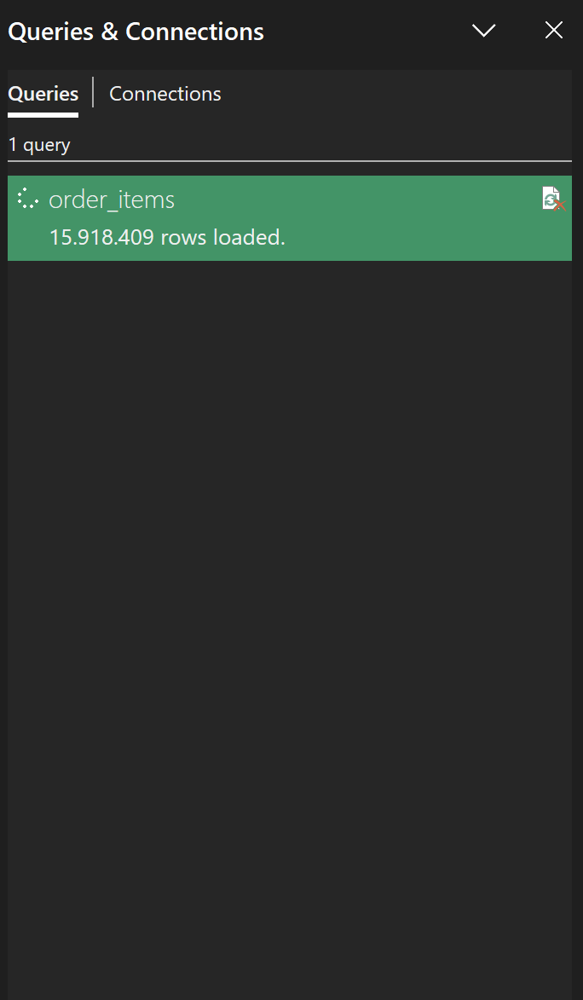 Queries & Connections
Queries
Connections
1 query
order_items
15.918.409 rows loaded.